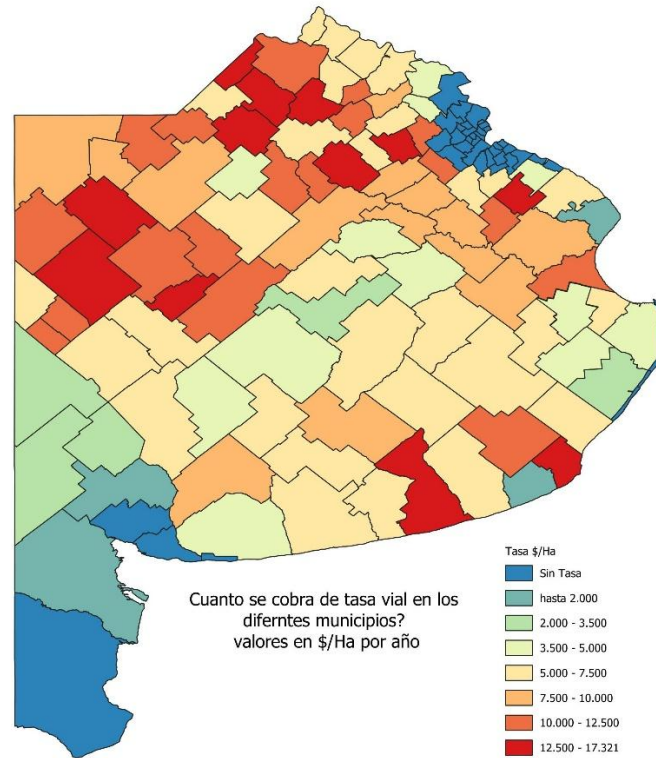 Cuanto se cobra de tasa vial en los
diferntes municipios?
valores en $/Ha por año
Tasa $/Ha
Sin Tasa
hasta 2.000
2.000 - 3.500
3.500 - 5.000
5.000 - 7.500
7.500 - 10.000
10.000 - 12.500
12.500 - 17.321